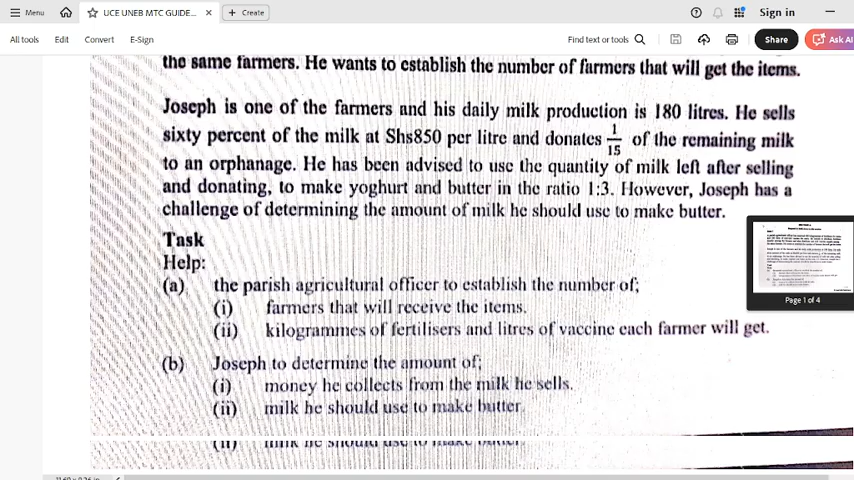 Menu
UCE UNEB MTC GUIDE... × + Create
Sign in
All tools Edit Convert E-Sign
Find text or tools
Share
Ask AI
the same farmers. He wants to establish the number of farmers that will get the items.
Joseph is one of the farmers and his daily milk production is 180 litres. He sells
sixty percent of the milk at Shs850 per litre and donates 1/15 of the remaining milk
to an orphanage. He has been advised to use the quantity of milk left after selling
and donating, to make yoghurt and butter in the ratio 1:3. However, Joseph has a
challenge of determining the amount of milk he should use to make butter.
Task
Help:
(a) the parish agricultural officer to establish the number of;
(i) farmers that will receive the items.
(ii) kilogrammes of fertilisers and litres of vaccine each farmer will get.
(b) Joseph to determine the amount of;
(i) money he collects from the milk he sells.
(ii) milk he should use to make butter.
(ii) milk he should use to make butter.
Page 1 of 4